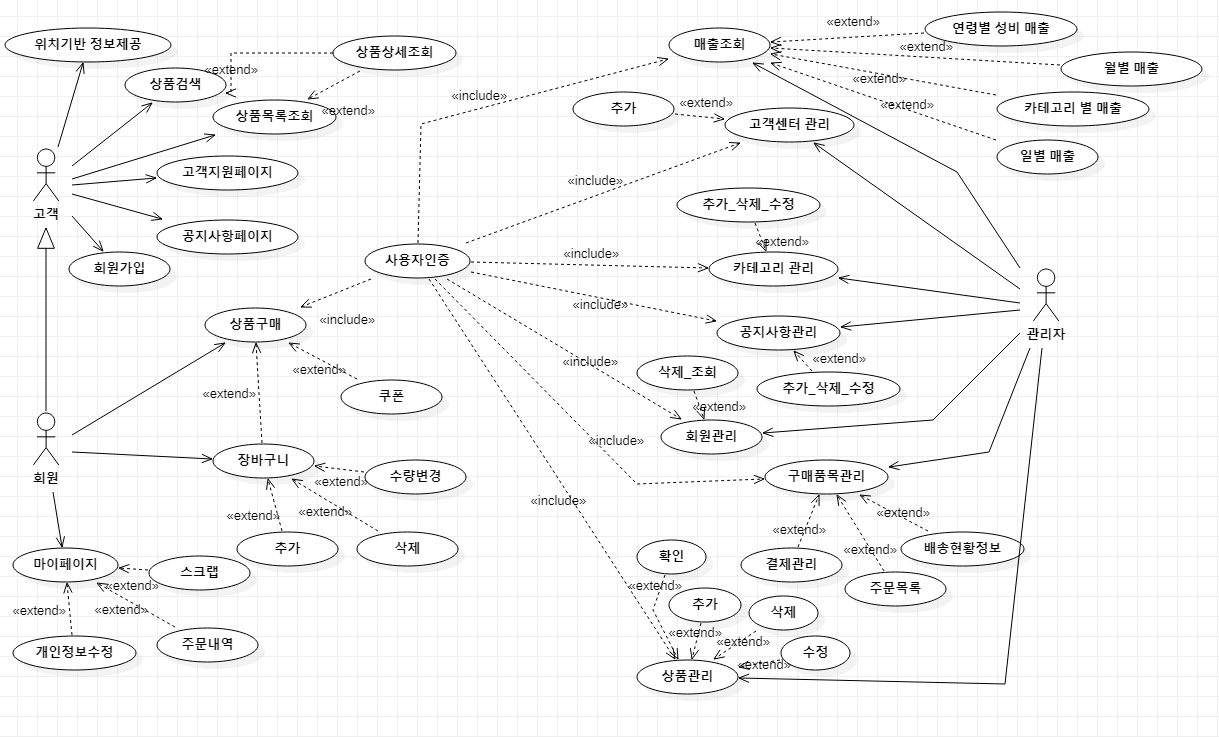 연령별 성비 매출
«extend»
위치기반 정보제공
매출조회
«extend»
상품상세조회
월별 매출
«extend»
상품검색
«extend»
«include»
추가
«extend»
카테고리 별 매출
«extend»
상품목록조회
«extend»
고객센터 관리
일별 매출
고객지원페이지
«include»
고객
추가_삭제_수정
공지사항페이지
«extend»
회원가입
사용자인증
«include»
카테고리 관리
«include»
상품구매
«include»
공지사항관리
관리자
«extend»
«include»
«extend»
삭제_조회
추가_삭제_수정
쿠폰
«extend»
«extend»
회원관리
«include»
장바구니
회원
수량변경
«extend»
구매품목관리
«include»
«extend»
«extend»
«extend»
«extend»
추가
삭제
확인
«extend»
배송현황정보
마이페이지
스크랩
«extend»
결제관리
주문목록
«extend»
«extend»
«extend»
추가
삭제
«extend»
«extend»
개인정보수정
주문내역
수정
«extend»
상품관리